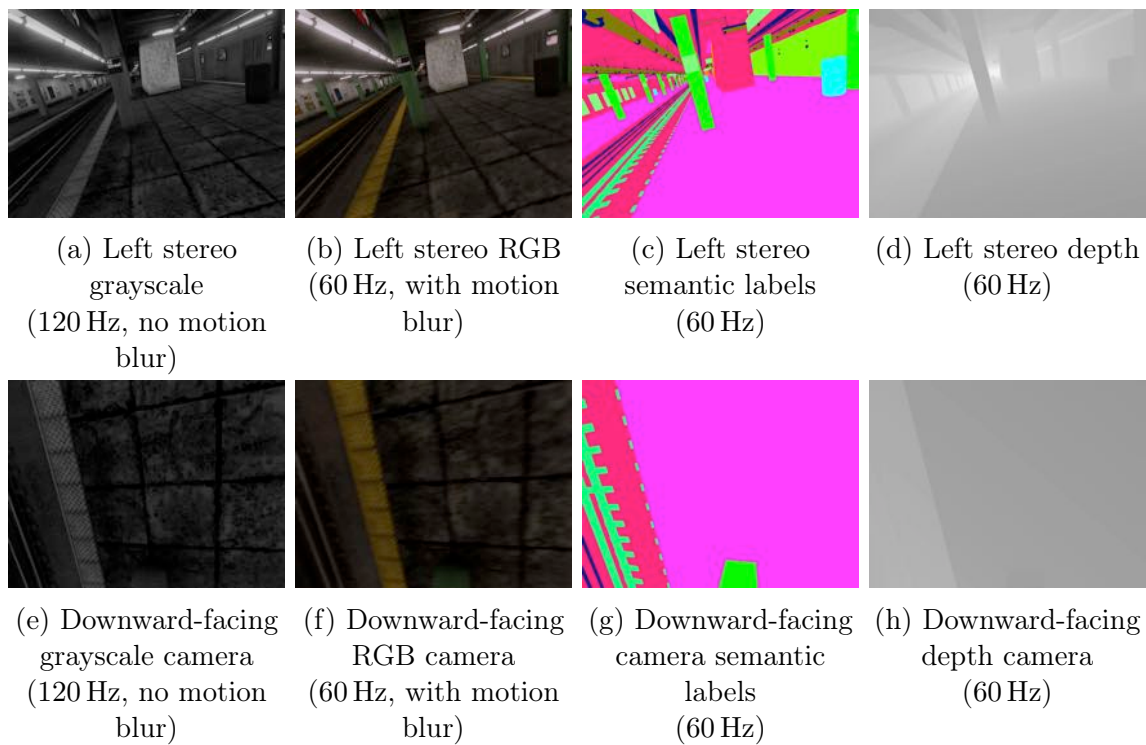 (a) Left stereo
grayscale
(120 Hz, no motion
blur)
(b) Left stereo RGB
(60 Hz, with motion
blur)
(c) Left stereo
semantic labels
(60 Hz)
(d) Left stereo depth
(60 Hz)
(e) Downward-facing
grayscale camera
(120 Hz, no motion
blur)
(f) Downward-facing
RGB camera
(60 Hz, with motion
blur)
(g) Downward-facing
camera semantic
labels
(60 Hz)
(h) Downward-facing
depth camera
(60 Hz)